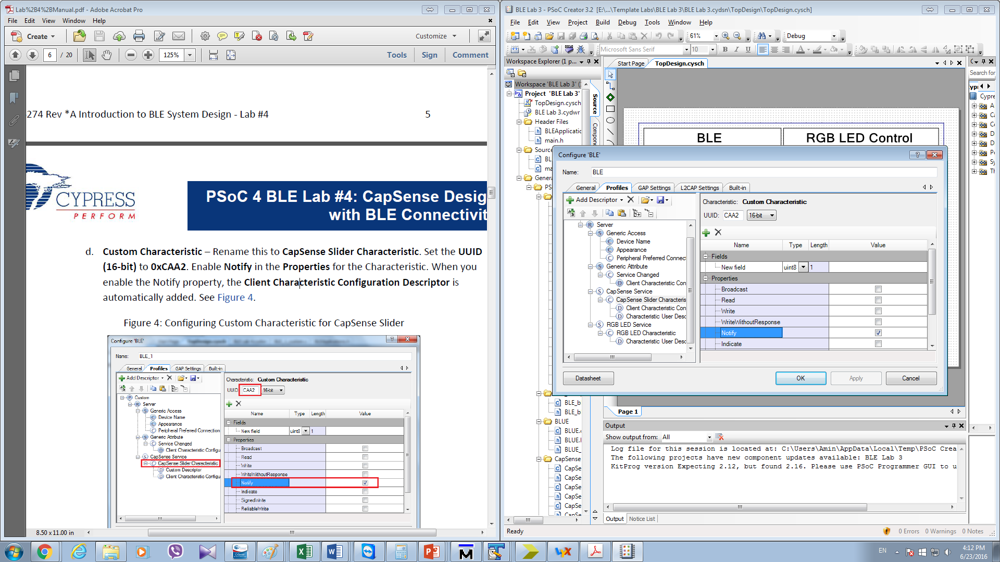 Lab%2B4%2BManual.pdf - Adobe Acrobat Pro
File Edit View Window Help
Create
Customize
6 / 20
125%
Tools Sign Comment
274 Rev *A Introduction to BLE System Design - Lab #4 5
CYPRESS
PERFORM
PSoC 4 BLE Lab #4: CapSense Desig
with BLE Connectivit
d. Custom Characteristic – Rename this to CapSense Slider Characteristic. Set the UUID
(16-bit) to 0xCAA2. Enable Notify in the Properties for the Characteristic. When you
enable the Notify property, the Client Characteristic Configuration Descriptor is
automatically added. See Figure 4.
Figure 4: Configuring Custom Characteristic for CapSense Slider
Configure 'BLE'
Name: BLE_1
General Profiles GAP Settings Built-in
Add Descriptor
Characteristic: Custom Characteristic
UUID CAA2 16-bit
Custom
Server
Generic Access
Device Name
Appearance
Peripheral Preferred Connection
Generic Attribute
Service Changed
Client Characteristic Configu
CapSense Service
CapSense Slider Characteristic
Custom Descriptor
Client Characteristic Configu
Name Type Length Value
Fields
New field uint8 1
Properties
Broadcast
Read
Write
WriteWithoutResponse
Notify
Indicate
SignedWrite
ReliableWrite
8.50 x 11.00 in
BLE Lab 3 - PSoC Creator 3.2 [E:\...\Template Labs\BLE Lab 3\BLE Lab 3.cydsn\TopDesign\TopDesign.cysch]
File Edit View Project Build Debug Tools Window Help
61%
Debug
Microsoft Sans Serif 10 B I U
Workspace Explorer (1 p...
Start Page TopDesign.cysch
Search for
Workspace 'BLE Lab 3' (
Project 'BLE Lab 3'
TopDesign.cysch
BLE Lab 3.cydwr
Header Files
BLEApplicatic
main.h
Sourc
BL
ma
Genera
PS
BLE_b
BLE_b
BLUE
BLUE.
BLUE.
BLUE_
CapSense
CapSe
CapSe
CapSe
CapSe
CapSe
CapSe
Source
Compone
Cypre
BLE
RGB LED Control
Configure 'BLE'
Name: BLE
General Profiles GAP Settings L2CAP Settings Built-in
Add Descriptor
Server
Generic Access
Device Name
Appearance
Peripheral Preferred Connect
Generic Attribute
Service Changed
Client Characteristic Con
CapSense Service
CapSense Slider Characteris
Client Characteristic Con
Characteristic User Desc
RGB LED Service
RGB LED Characteristic
Characteristic User Desc
Characteristic: Custom Characteristic
UUID: CAA2 16-bit
Name Type Length Value
Fields
New field uint8 1
Properties
Broadcast
Read
Write
WriteWithoutResponse
Notify
Indicate
Datasheet OK Apply Cancel
Page 1
Output
Show output from: All
Log file for this session is located at: C:\Users\Amin\AppData\Local\Temp\PSoC Crea
The following projects have new component updates available: BLE Lab 3
KitProg version Expecting 2.12, but found 2.16. Please use PSoC Programmer GUI to u
Output Notice List
Ready
0 Errors 0 Warnings 0 Notes
EN
4:12 PM
6/23/2016